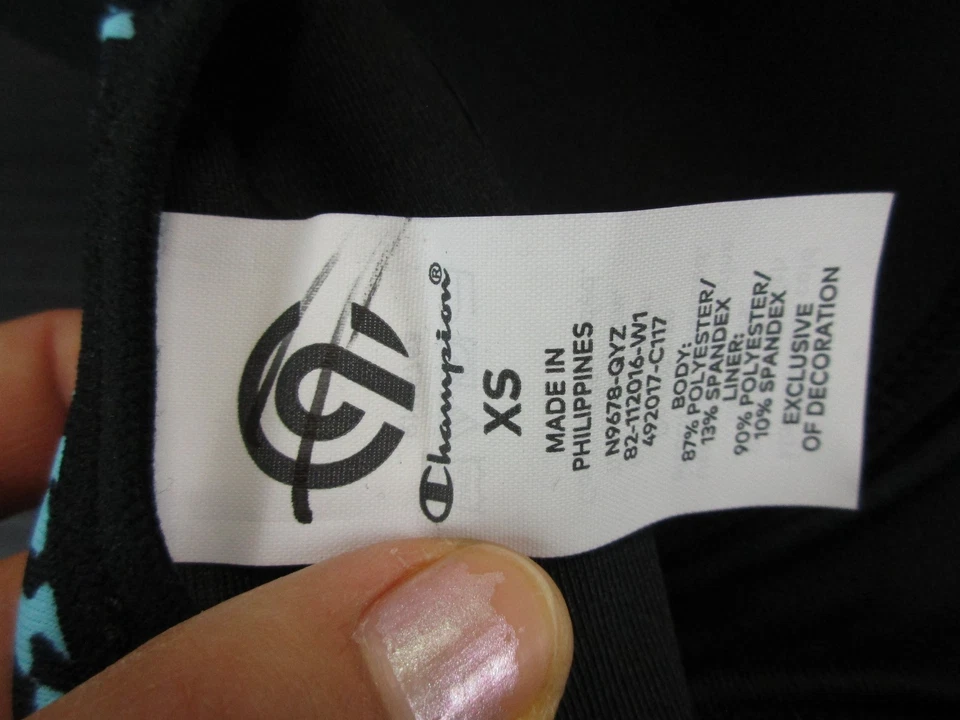 C9
Champion®
XS
MADE IN
PHILIPPINES
N9678-QYZ
82-112016-W1
492017-C117
BODY:
87% POLYESTER/
13% SPANDEX
LINER:
90% POLYESTER/
10% SPANDEX
EXCLUSIVE
OF DECORATION